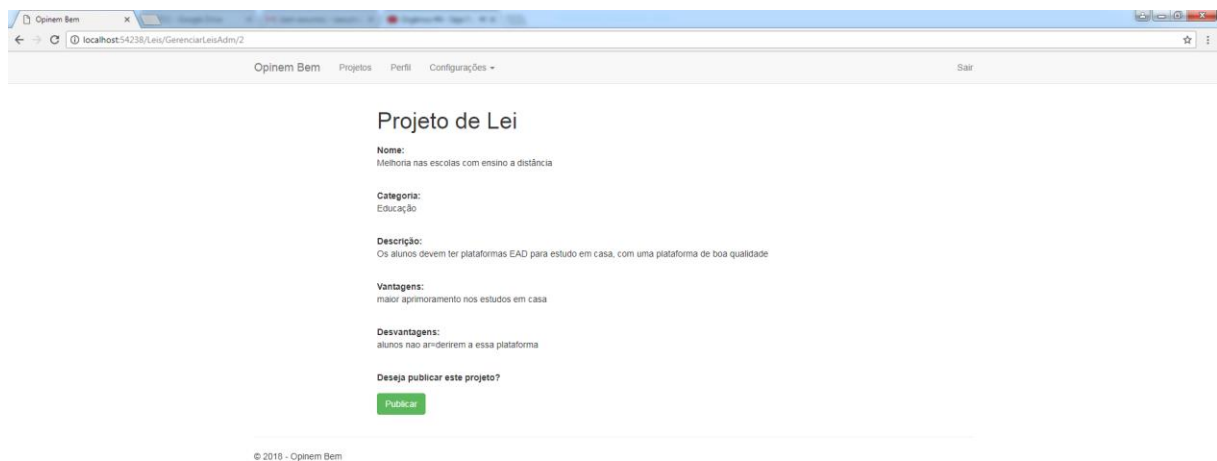 Opinem Bem
localhost:54238/Leis/GerenciarLeisAdm/2
Opinem Bem Projetos Perfil Configurações Sair
Projeto de Lei
Nome:
Melhoria nas escolas com ensino a distância
Categoria:
Educação
Descrição:
Os alunos devem ter plataformas EAD para estudo em casa, com uma plataforma de boa qualidade
Vantagens:
maior aprimoramento nos estudos em casa
Desvantagens:
alunos nao ar=derirem a essa plataforma
Deseja publicar este projeto?
Publicar
© 2016 - Opinem Bem